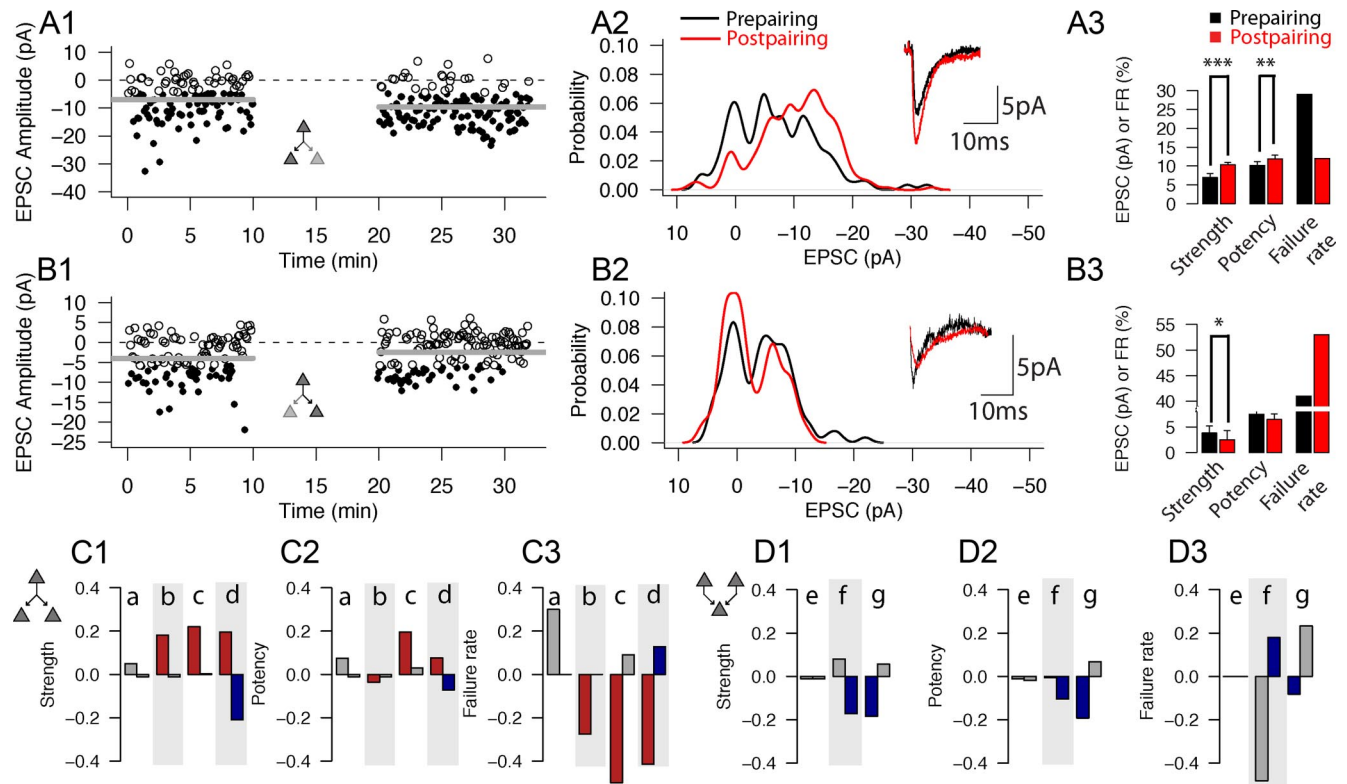 A1
EPSC Amplitude (pA)
10
0
−10
−20
−30
−40
0 5 10 15 20 25 30
Time (min)
A2
Prepairing
Postpairing
Probability
0.10
0.08
0.06
0.04
0.02
0.00
10 0 −10 −20 −30 −40 −50
EPSC (pA)
5pA
10ms
A3
Prepairing
Postpairing
*** **
EPSC (pA) or FR (%)
30
25
20
15
10
5
0
Strength
Potency
Failure
rate
B1
EPSC Amplitude (pA)
10
5
0
−5
−10
−15
−20
−25
0 5 10 15 20 25 30
Time (min)
B2
Probability
0.10
0.08
0.06
0.04
0.02
0.00
10 0 −10 −20 −30 −40 −50
EPSC (pA)
5pA
10ms
B3
*
EPSC (pA) or FR (%)
55
50
45
40
5
0
Strength
Potency
Failure
rate
C1
Strength
0.4
0.2
0.0
−0.2
−0.4
a b c d
C2
Potency
0.4
0.2
0.0
−0.2
−0.4
a b c d
C3
Failure rate
0.4
0.2
0.0
−0.2
−0.4
a b c d
D1
Strength
0.4
0.2
0.0
−0.2
−0.4
e f g
D2
Potency
0.4
0.2
0.0
−0.2
−0.4
e f g
D3
Failure rate
0.4
0.2
0.0
−0.2
−0.4
e f g